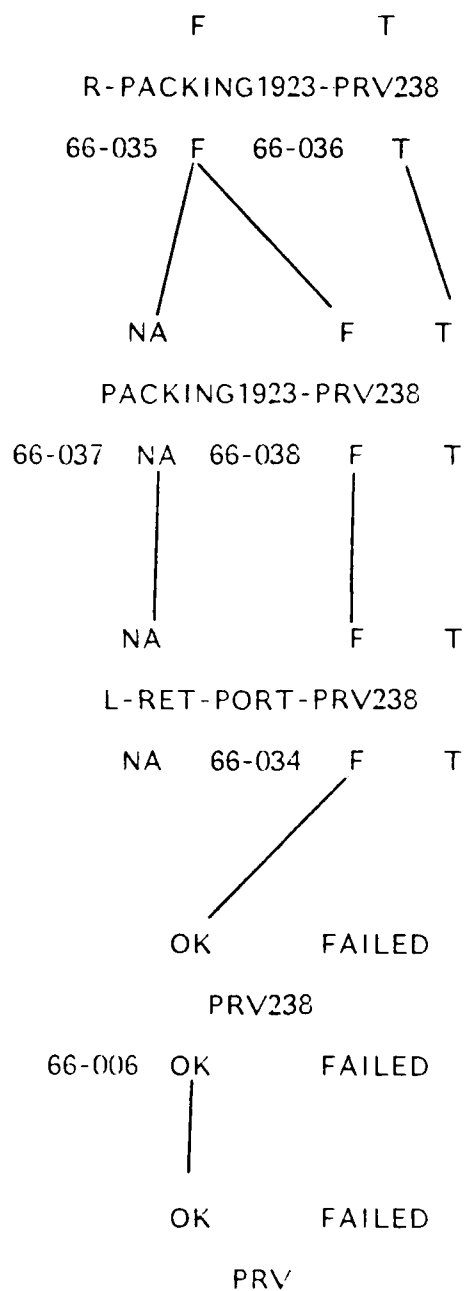 F T
R-PACKING1923-PRV238
66-035 F 66-036 T
NA F T
PACKING1923-PRV238
66-037 NA 66-038 F T
NA F T
L-RET-PORT-PRV238
NA 66-034 F T
OK FAILED
PRV238
66-006 OK FAILED
OK FAILED
PRV